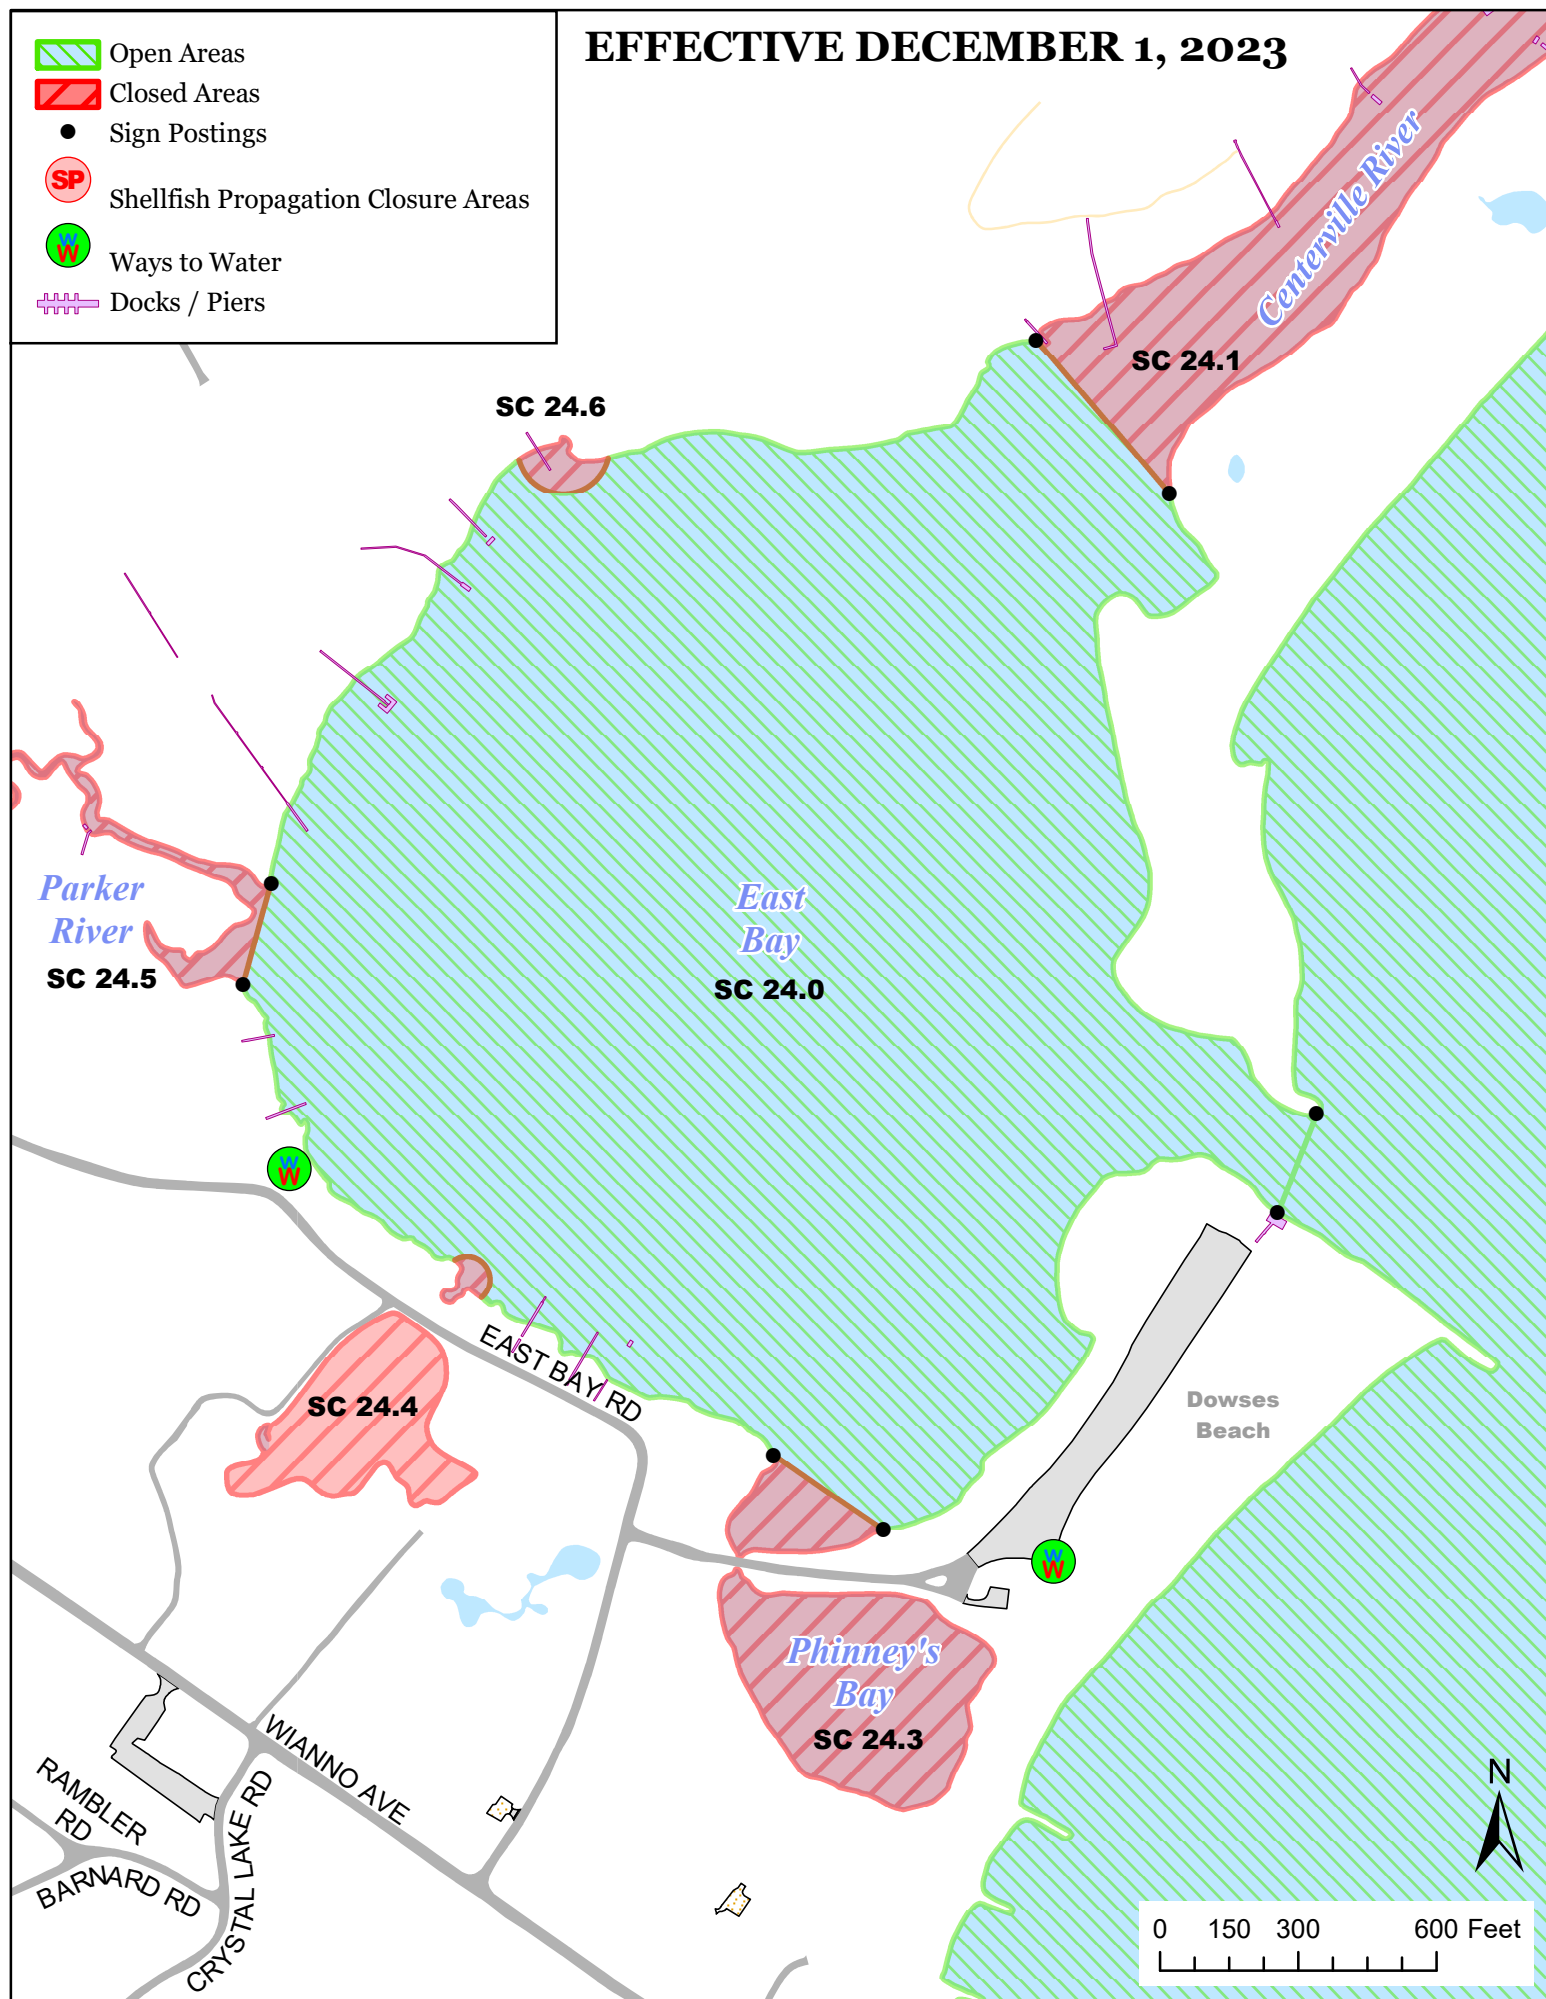 EFFECTIVE DECEMBER 1, 2023
Open Areas
Closed Areas
Sign Postings
SP
Shellfish Propagation Closure Areas
W
W
Ways to Water
Docks / Piers
Centerville River
SC 24.1
SC 24.6
Parker
River
SC 24.5
East
Bay
SC 24.0
W
W
EAST BAY RD
SC 24.4
Dowses
Beach
W
W
Phinney's
Bay
SC 24.3
WIANNO AVE
RAMBLER
RD
BARNARD RD
CRYSTAL LAKE RD
N
0 150 300 600 Feet